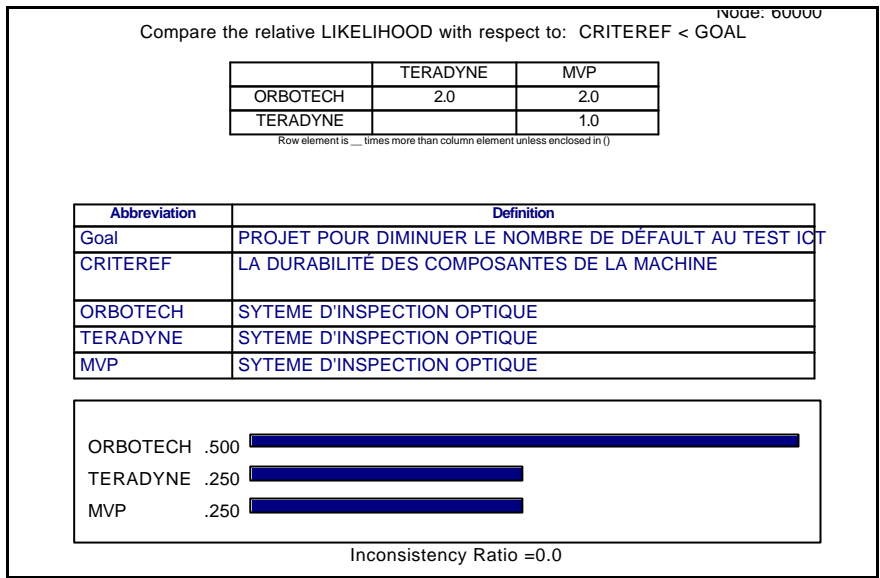 Node: 60000
Compare the relative LIKELIHOOD with respect to: CRITEREF < GOAL
TERADYNE MVP
ORBOTECH 2.0 2.0
TERADYNE 1.0
Row element is __ times more than column element unless enclosed in ()
Abbreviation Definition
Goal PROJET POUR DIMINUER LE NOMBRE DE DÉFAULT AU TEST ICT
CRITEREF LA DURABILITÉ DES COMPOSANTES DE LA MACHINE
ORBOTECH SYTEME D'INSPECTION OPTIQUE
TERADYNE SYTEME D'INSPECTION OPTIQUE
MVP SYTEME D'INSPECTION OPTIQUE
ORBOTECH .500
TERADYNE .250
MVP .250
Inconsistency Ratio =0.0